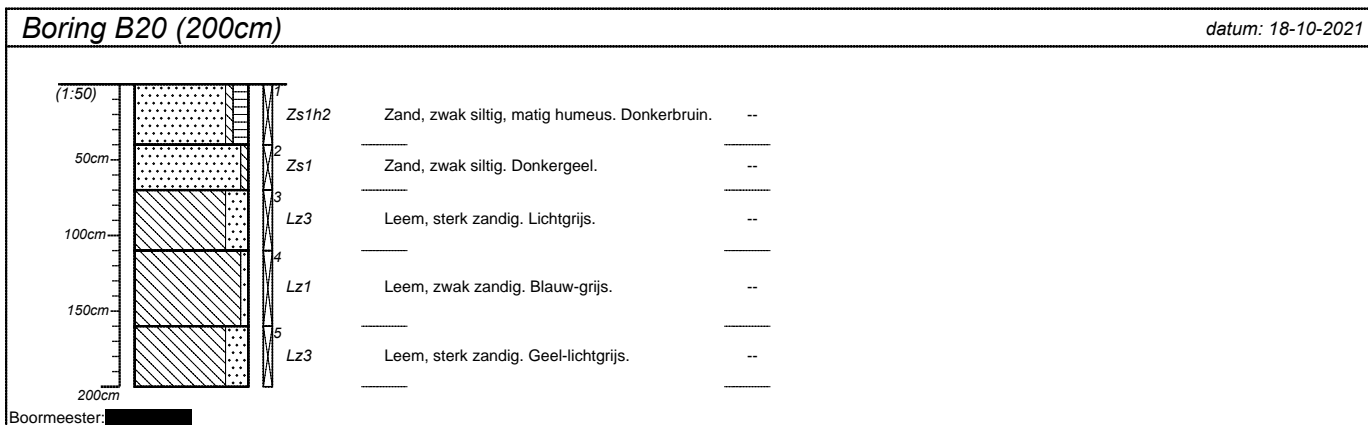 Boring B20 (200cm) datum: 18-10-2021
(1:50)
1
Zs1h2 Zand, zwak siltig, matig humeus. Donkerbruin. --
50cm
2
Zs1 Zand, zwak siltig. Donkergeel. --
3
Lz3 Leem, sterk zandig. Lichtgrijs. --
100cm
4
Lz1 Leem, zwak zandig. Blauw-grijs. --
150cm
5
Lz3 Leem, sterk zandig. Geel-lichtgrijs. --
200cm
Boormeester: